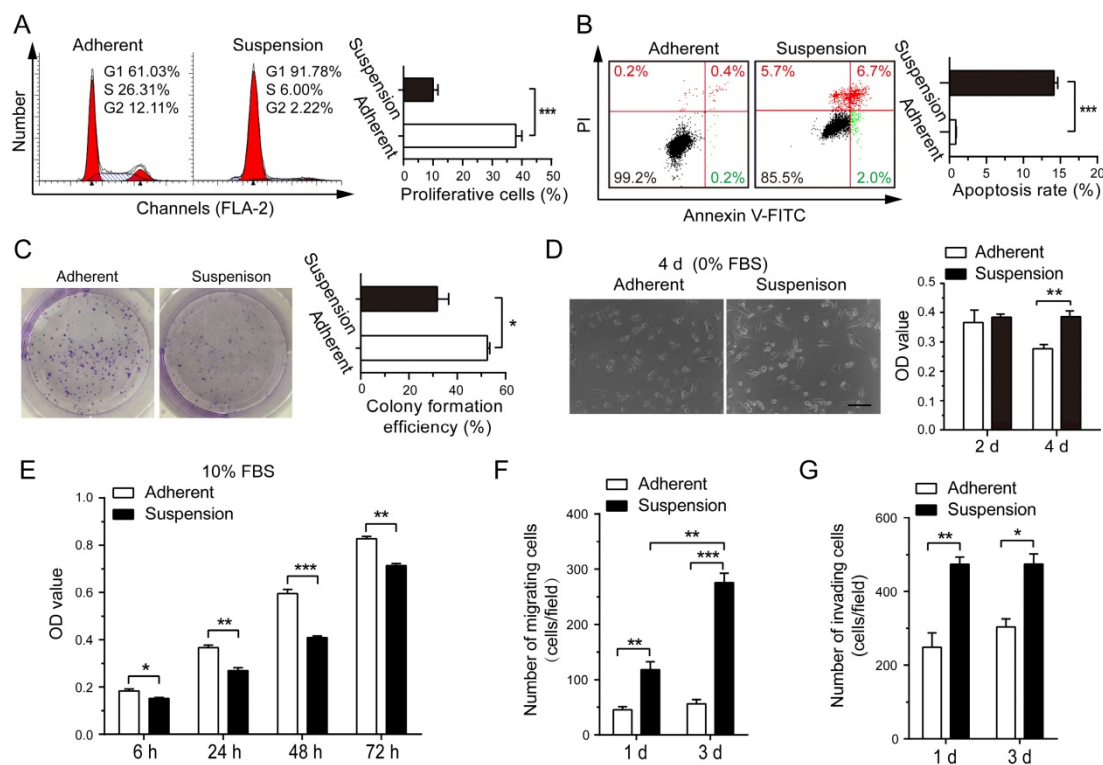 A
Adherent
G1 61.03%
S 26.31%
G2 12.11%
Suspension
G1 91.78%
S 6.00%
G2 2.22%
Number
Channels (FLA-2)
Suspension
Adherent
***
0 10 20 30 40 50
Proliferative cells (%)
B
Adherent
0.2% 0.4%
99.2% 0.2%
Suspension
5.7% 6.7%
85.5% 2.0%
PI
Annexin V-FITC
Suspension
Adherent
***
0 5 10 15 20
Apoptosis rate (%)
C
Adherent
Suspenison
Suspension
Adherent
*
0 20 40 60
Colony formation
efficiency (%)
D
4 d (0% FBS)
Adherent
Suspenison
Adherent
Suspension
**
OD value
0.5
0.4
0.3
0.2
0.1
0.0
2 d 4 d
E
10% FBS
Adherent
Suspension
OD value
1.0
0.8
0.6
0.4
0.2
0.0
* ** *** **
6 h 24 h 48 h 72 h
F
Adherent
Suspension
Number of migrating cells
(cells/field)
400
300
200
150
100
50
0
**
**
***
1 d 3 d
G
Adherent
Suspension
Number of invading cells
(cells/field)
600
400
200
0
** *
1 d 3 d